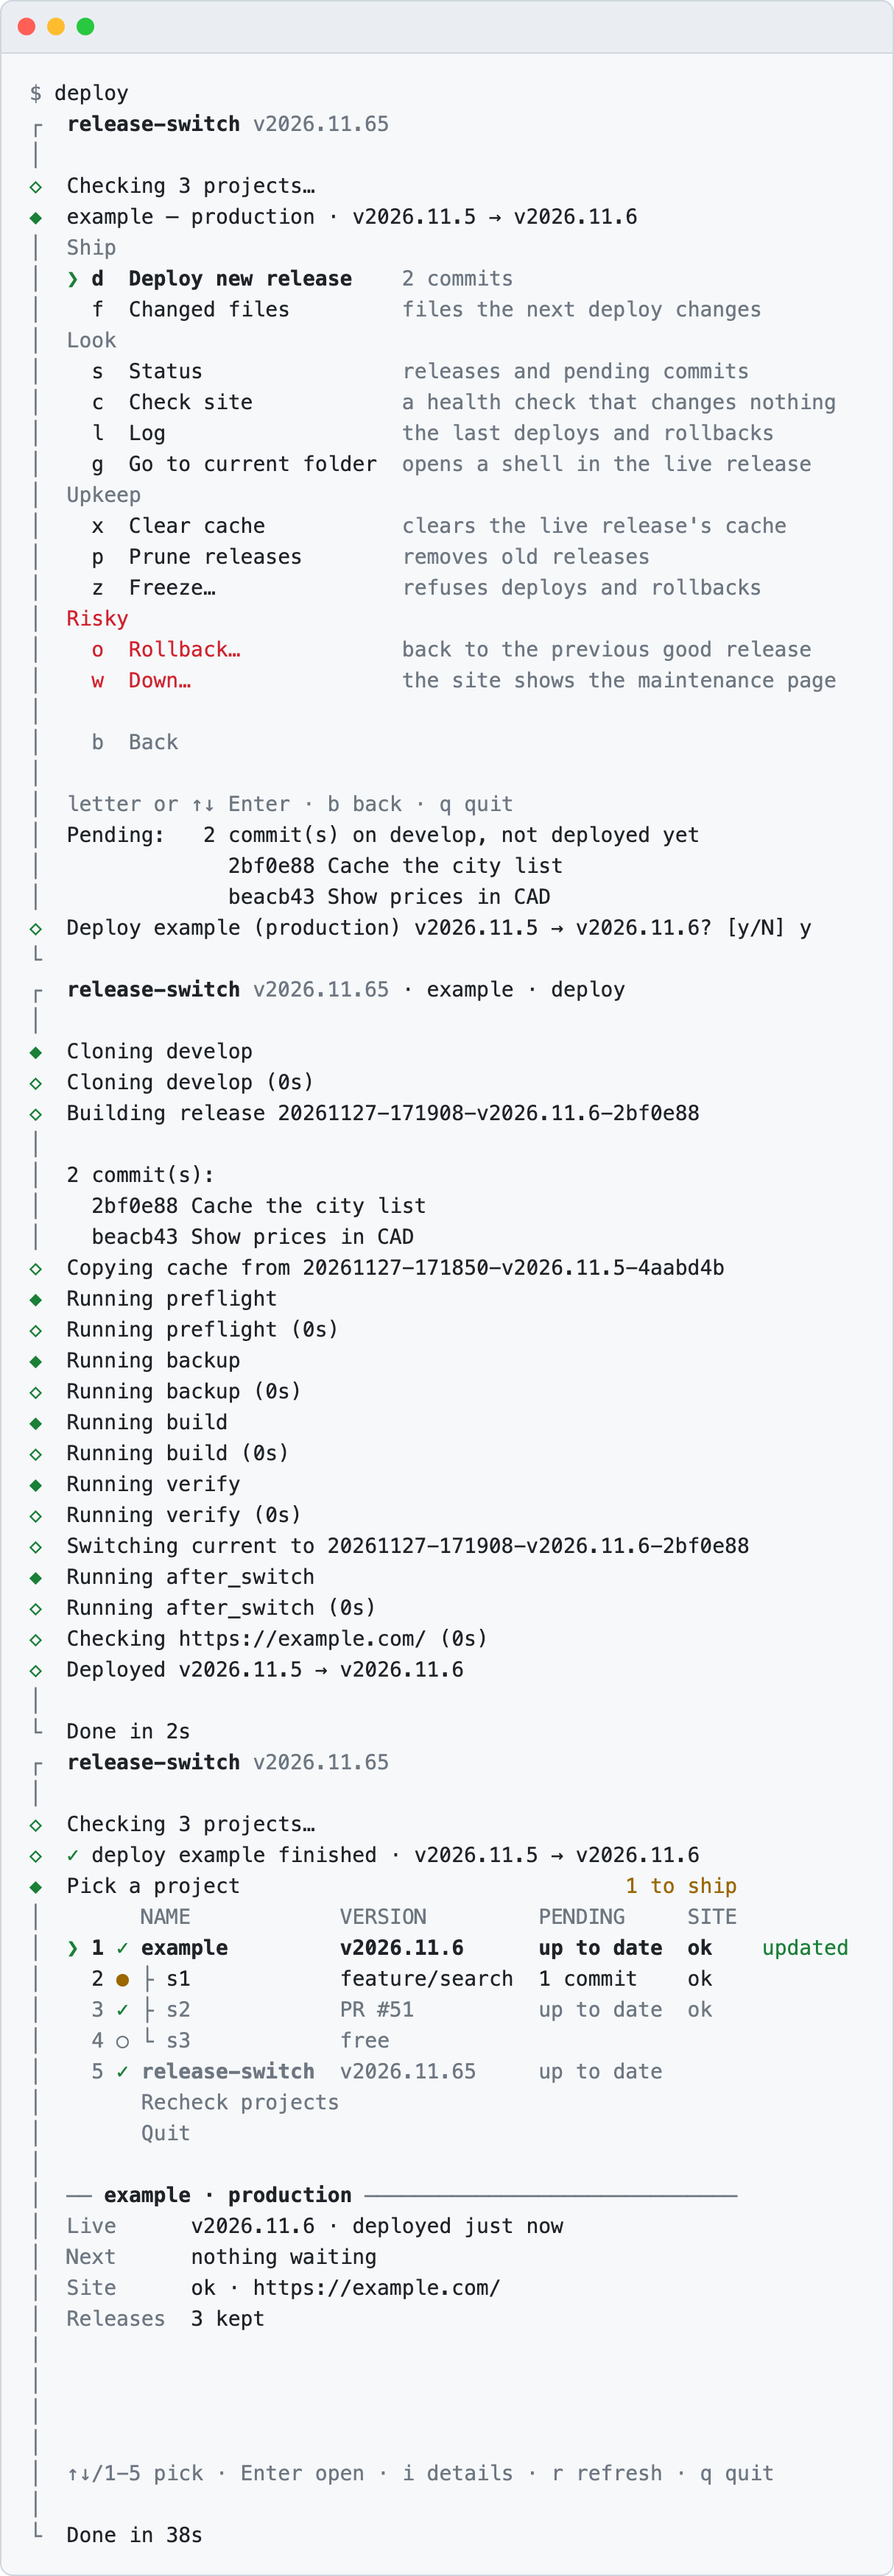 $ deploy
┌  release-switch v2026.11.65
│
◇  Checking 3 projects…
◆  example — production · v2026.11.5 → v2026.11.6
│  Ship
│  ❯ d  Deploy new release    2 commits
│    f  Changed files         files the next deploy changes
│  Look
│    s  Status                releases and pending commits
│    c  Check site            a health check that changes nothing
│    l  Log                   the last deploys and rollbacks
│    g  Go to current folder  opens a shell in the live release
│  Upkeep
│    x  Clear cache           clears the live release's cache
│    p  Prune releases        removes old releases
│    z  Freeze…               refuses deploys and rollbacks
│  Risky
│    o  Rollback…             back to the previous good release
│    w  Down…                 the site shows the maintenance page
│
│    b  Back
│
│  letter or ↑↓ Enter · b back · q quit
│  Pending:   2 commit(s) on develop, not deployed yet
│             2bf0e88 Cache the city list
│             beacb43 Show prices in CAD
◇  Deploy example (production) v2026.11.5 → v2026.11.6? [y/N] y
└
┌  release-switch v2026.11.65 · example · deploy
│
◆  Cloning develop
◇  Cloning develop (0s)
◇  Building release 20261127-171908-v2026.11.6-2bf0e88
│
│  2 commit(s):
│    2bf0e88 Cache the city list
│    beacb43 Show prices in CAD
◇  Copying cache from 20261127-171850-v2026.11.5-4aabd4b
◆  Running preflight
◇  Running preflight (0s)
◆  Running backup
◇  Running backup (0s)
◆  Running build
◇  Running build (0s)
◆  Running verify
◇  Running verify (0s)
◇  Switching current to 20261127-171908-v2026.11.6-2bf0e88
◆  Running after_switch
◇  Running after_switch (0s)
◇  Checking https://example.com/ (0s)
◇  Deployed v2026.11.5 → v2026.11.6
│
└  Done in 2s
┌  release-switch v2026.11.65
│
◇  Checking 3 projects…
◇  ✓ deploy example finished · v2026.11.5 → v2026.11.6
◆  Pick a project                               1 to ship
│        NAME            VERSION         PENDING     SITE
│  ❯ 1 ✓ example         v2026.11.6      up to date  ok    updated
│    2 ● ├ s1            feature/search  1 commit    ok
│    3 ✓ ├ s2            PR #51          up to date  ok
│    4 ○ └ s3            free
│    5 ✓ release-switch  v2026.11.65     up to date
│        Recheck projects
│        Quit
│
│  ── example · production ──────────────────────────────
│  Live      v2026.11.6 · deployed just now
│  Next      nothing waiting
│  Site      ok · https://example.com/
│  Releases  3 kept
│
│
│
│
│  ↑↓/1-5 pick · Enter open · i details · r refresh · q quit
│
└  Done in 38s